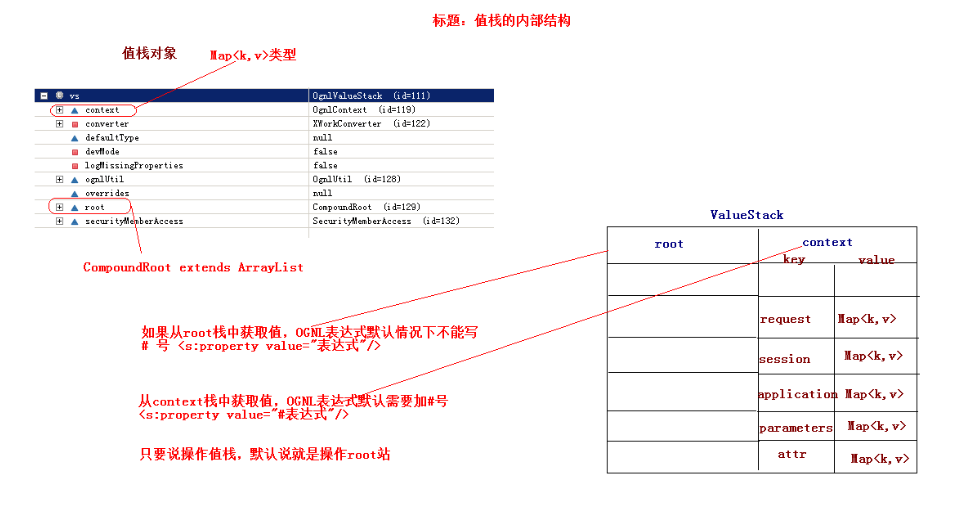 标题：值栈的内部结构
值栈对象
Map<k,v>类型
vs OgnlValueStack (id=111)
context OgnlContext (id=119)
converter XWorkConverter (id=122)
defaultType null
devMode false
logMissingProperties false
ognlUtil OgnlUtil (id=128)
overrides null
root CompoundRoot (id=129)
securityMemberAccess SecurityMemberAccess (id=132)
CompoundRoot extends ArrayList
如果从root栈中获取值，OGNL表达式默认情况下不能写
# 号 <s:property value="表达式"/>
从context栈中获取值，OGNL表达式默认需要加#号
<s:property value="#表达式"/>
只要说操作值栈，默认说就是操作root站
ValueStack
root context
key value
request Map<k,v>
session Map<k,v>
application Map<k,v>
parameters Map<k,v>
attr Map<k,v>